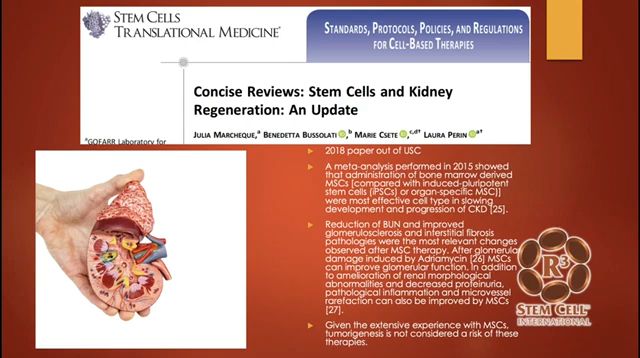 STEM CELLS
TRANSLATIONAL MEDICINE®
STANDARDS, PROTOCOLS, POLICIES, AND REGULATIONS
FOR CELL-BASED THERAPIES
Concise Reviews: Stem Cells and Kidney
Regeneration: An Update
JULIA MARCHEQUE,ᵃ BENEDETTA BUSSOLATI,ᵇ MARIE CSETE,ᶜ,ᵈ† LAURA PERIN ᵃ†
ᵃGOFARR Laboratory for
2018 paper out of USC
A meta-analysis performed in 2015 showed
that administration of bone marrow derived
MSCs [compared with induced-pluripotent
stem cells (iPSCs) or organ-specific MSC)]
were most effective cell type in slowing
development and progression of CKD [25].
Reduction of BUN and improved
glomerulosclerosis and interstitial fibrosis
pathologies were the most relevant changes
observed after MSC therapy. After glomerular
damage induced by Adriamycin [26] MSCs
can improve glomerular function. In addition
to amelioration of renal morphological
abnormalities and decreased proteinuria,
pathological inflammation and microvessel
rarefaction can also be improved by MSCs
[27].
Given the extensive experience with MSCs,
tumorigenesis is not considered a risk of these
therapies.
R3
STEM CELL™
INTERNATIONAL